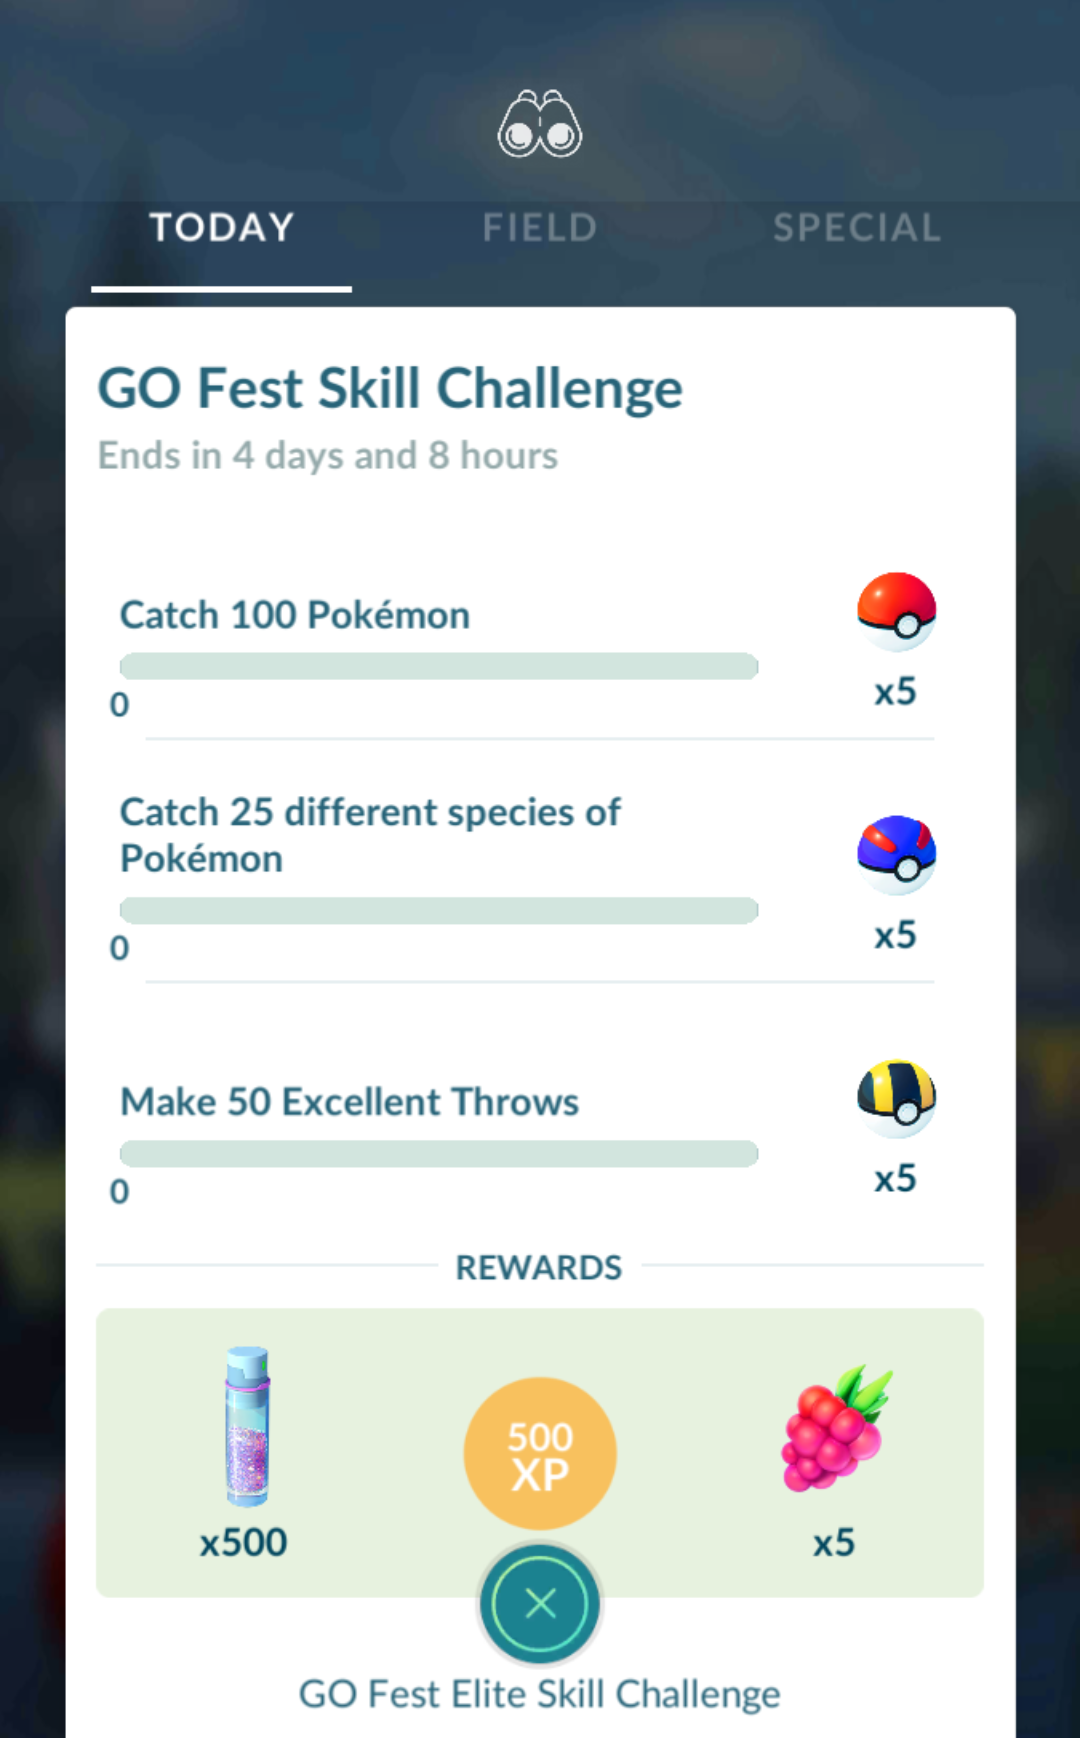 TODAY
FIELD
SPECIAL
GO Fest Skill Challenge
Ends in 4 days and 8 hours
Catch 100 Pokémon
0
x5
Catch 25 different species of
Pokémon
0
x5
Make 50 Excellent Throws
0
x5
REWARDS
500
XP
x500
x5
GO Fest Elite Skill Challenge